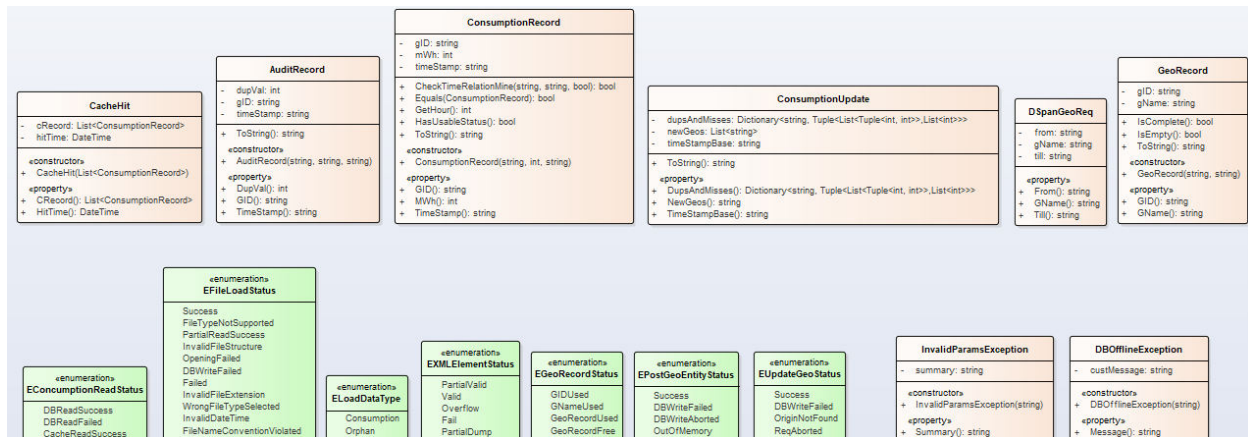 CacheHit
- cRecord: List<ConsumptionRecord>
- hitTime: DateTime
«constructor»
+ CacheHit(List<ConsumptionRecord>)
«property»
+ CRecord(): List<ConsumptionRecord>
+ HitTime(): DateTime
AuditRecord
- dupVal: int
- gID: string
- timeStamp: string
+ ToString(): string
«constructor»
+ AuditRecord(string, string, string)
«property»
+ DupVal(): int
+ GID(): string
+ TimeStamp(): string
ConsumptionRecord
- gID: string
- mWh: int
- timeStamp: string
+ CheckTimeRelationMine(string, string, bool): bool
+ Equals(ConsumptionRecord): bool
+ GetHour(): int
+ HasUsableStatus(): bool
+ ToString(): string
«constructor»
+ ConsumptionRecord(string, int, string)
«property»
+ GID(): string
+ MWh(): int
+ TimeStamp(): string
ConsumptionUpdate
- dupsAndMisses: Dictionary<string, Tuple<List<Tuple<int, int>>,List<int>>>
- newGeos: List<string>
- timeStampBase: string
+ ToString(): string
«property»
+ DupsAndMisses(): Dictionary<string, Tuple<List<Tuple<int, int>>,List<int>>>
+ NewGeos(): List<string>
+ TimeStampBase(): string
DSpanGeoReq
- from: string
- gName: string
- till: string
«property»
+ From(): string
+ GName(): string
+ Till(): string
GeoRecord
- gID: string
- gName: string
+ IsComplete(): bool
+ IsEmpty(): bool
+ ToString(): string
«constructor»
+ GeoRecord(string, string)
«property»
+ GID(): string
+ GName(): string
«enumeration»
EConcumptionReadStatus
DBReadSuccess
DBReadFailed
CacheReadSuccess
«enumeration»
EFileLoadStatus
Success
FileTypeNotSupported
PartialReadSuccess
InvalidFileStructure
OpeningFailed
DBWriteFailed
Failed
InvalidFileExtension
WrongFileTypeSelected
InvalidDateTime
FileNameConventionViolated
«enumeration»
ELoadDataType
Consumption
Orphan
«enumeration»
EXMLElementStatus
PartialValid
Valid
Overflow
Fail
PartialDump
«enumeration»
EGeoRecordStatus
GIDUsed
GNameUsed
GeoRecordUsed
GeoRecordFree
«enumeration»
EPostGeoEntityStatus
Success
DBWriteFailed
DBWriteAborted
OutOfMemory
«enumeration»
EUpdateGeoStatus
Success
DBWriteFailed
OriginNotFound
ReqAborted
InvalidParamsException
- summary: string
«constructor»
+ InvalidParamsException(string)
«property»
+ Summary(): string
DBOfflineException
- custMessage: string
«constructor»
+ DBOfflineException(string)
«property»
+ Message(): string